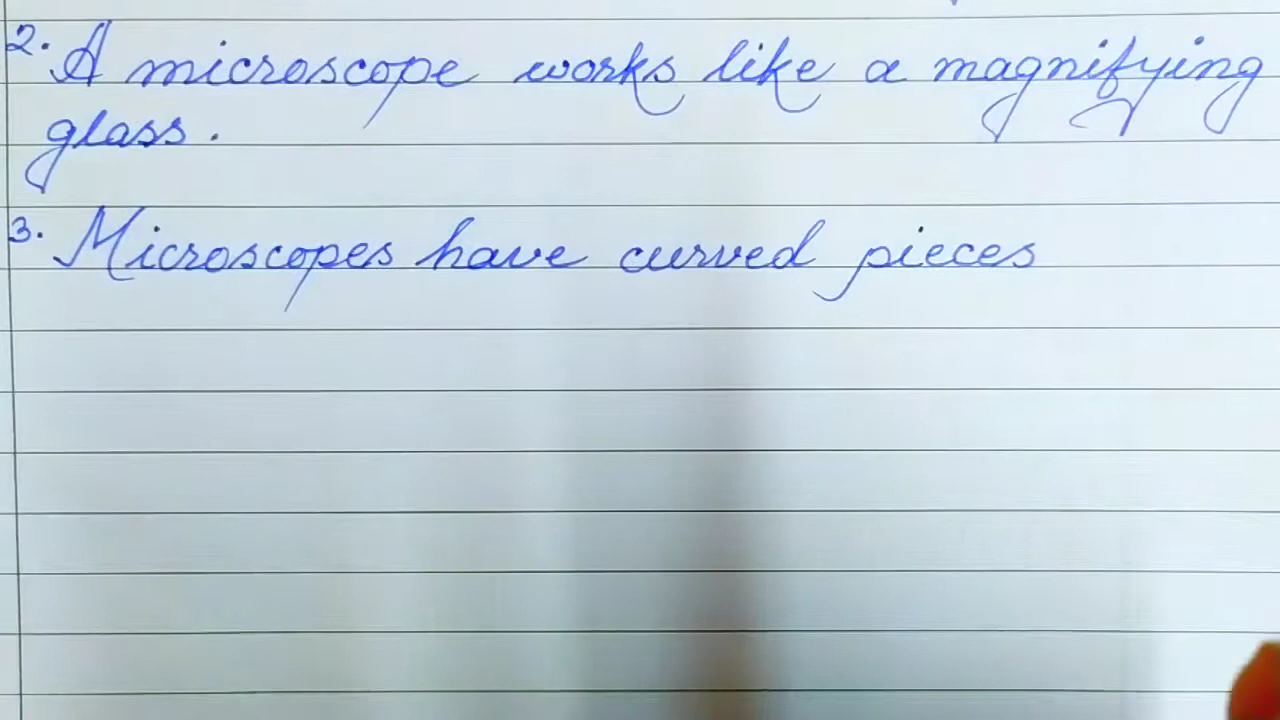 2. A microscope works like a magnifying
glass.
3. Microscopes have curved pieces